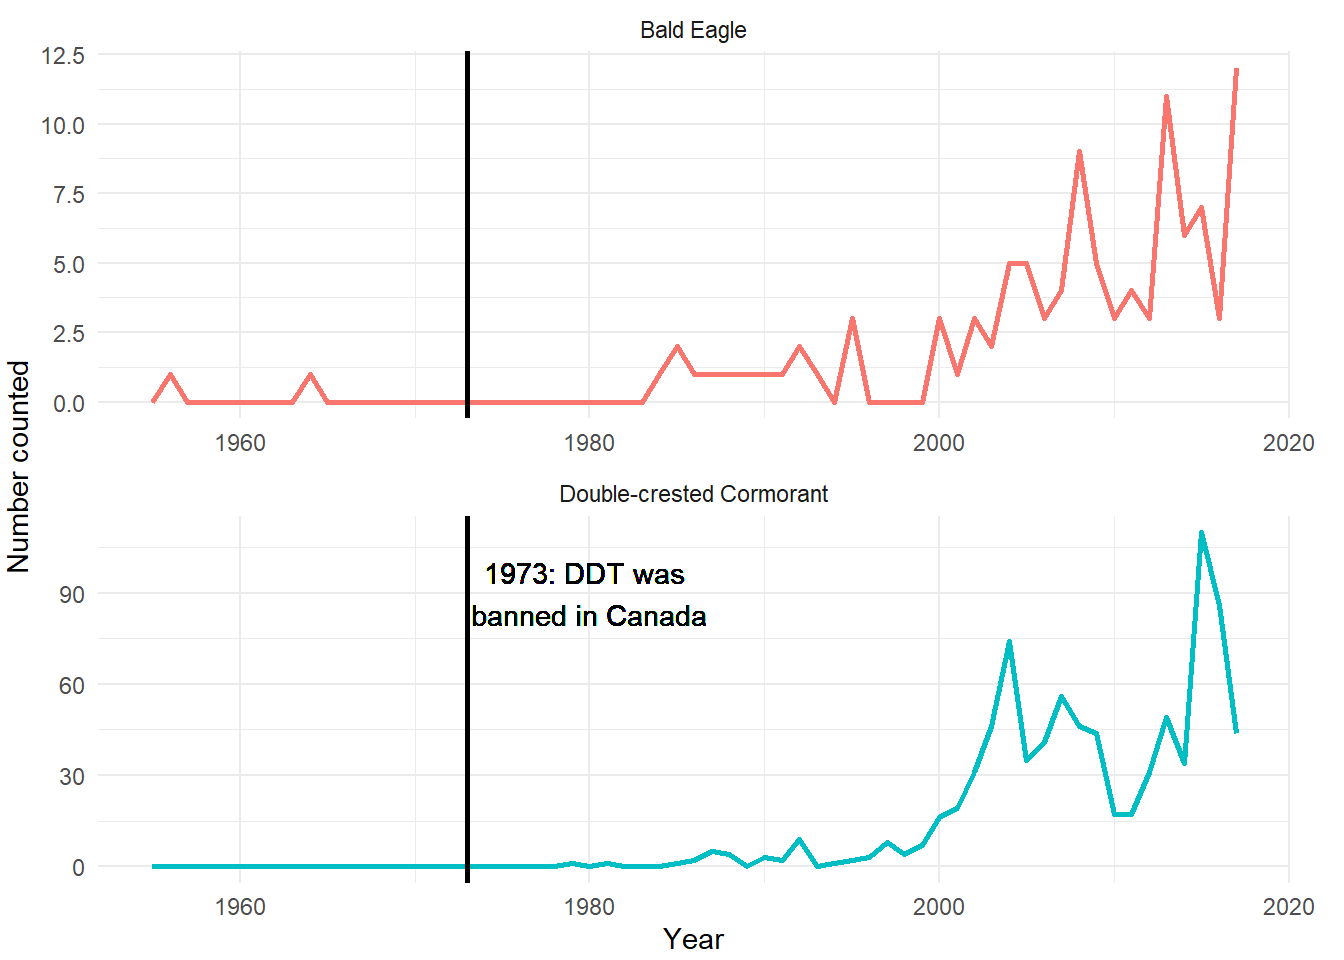 Bald Eagle
12.5
10.0
7.5
5.0
2.5
0.0
1960 1980 2000 2020
Number counted
Double-crested Cormorant
1973: DDT was
banned in Canada
90
60
30
0
1960 1980 2000 2020
Year